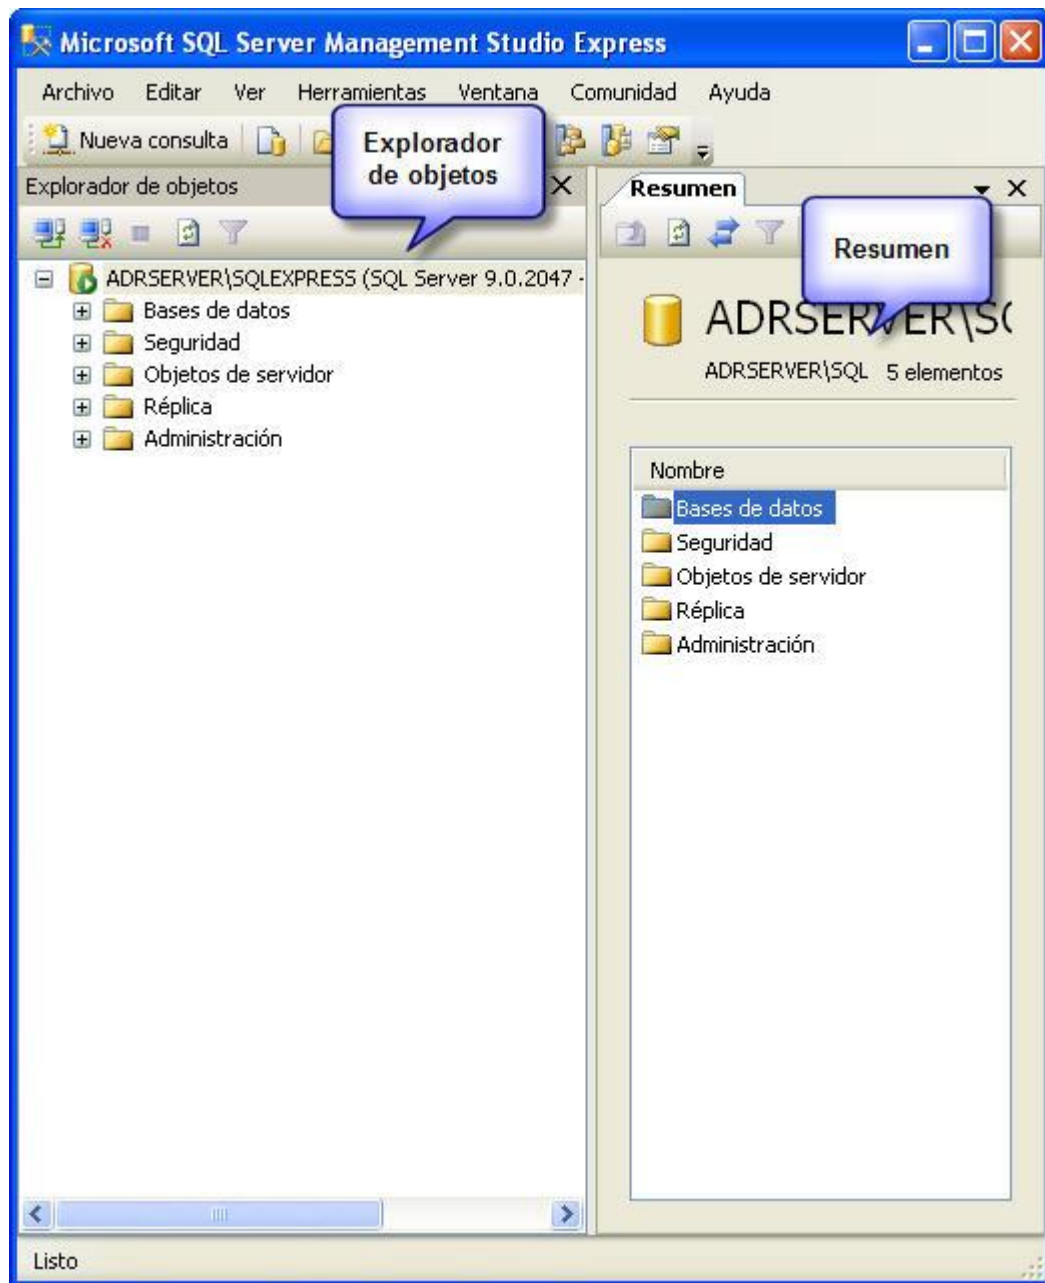 Microsoft SQL Server Management Studio Express
Archivo Editar Ver Herramientas Ventana Comunidad Ayuda
Nueva consulta
Explorador
de objetos
Explorador de objetos
ADRSERVER\SQLEXPRESS (SQL Server 9.0.2047 -
Bases de datos
Seguridad
Objetos de servidor
Réplica
Administración
Resumen
Resumen
ADRSERVER\SQ
ADRSERVER\SQL 5 elementos
Nombre
Bases de datos
Seguridad
Objetos de servidor
Réplica
Administración
Listo